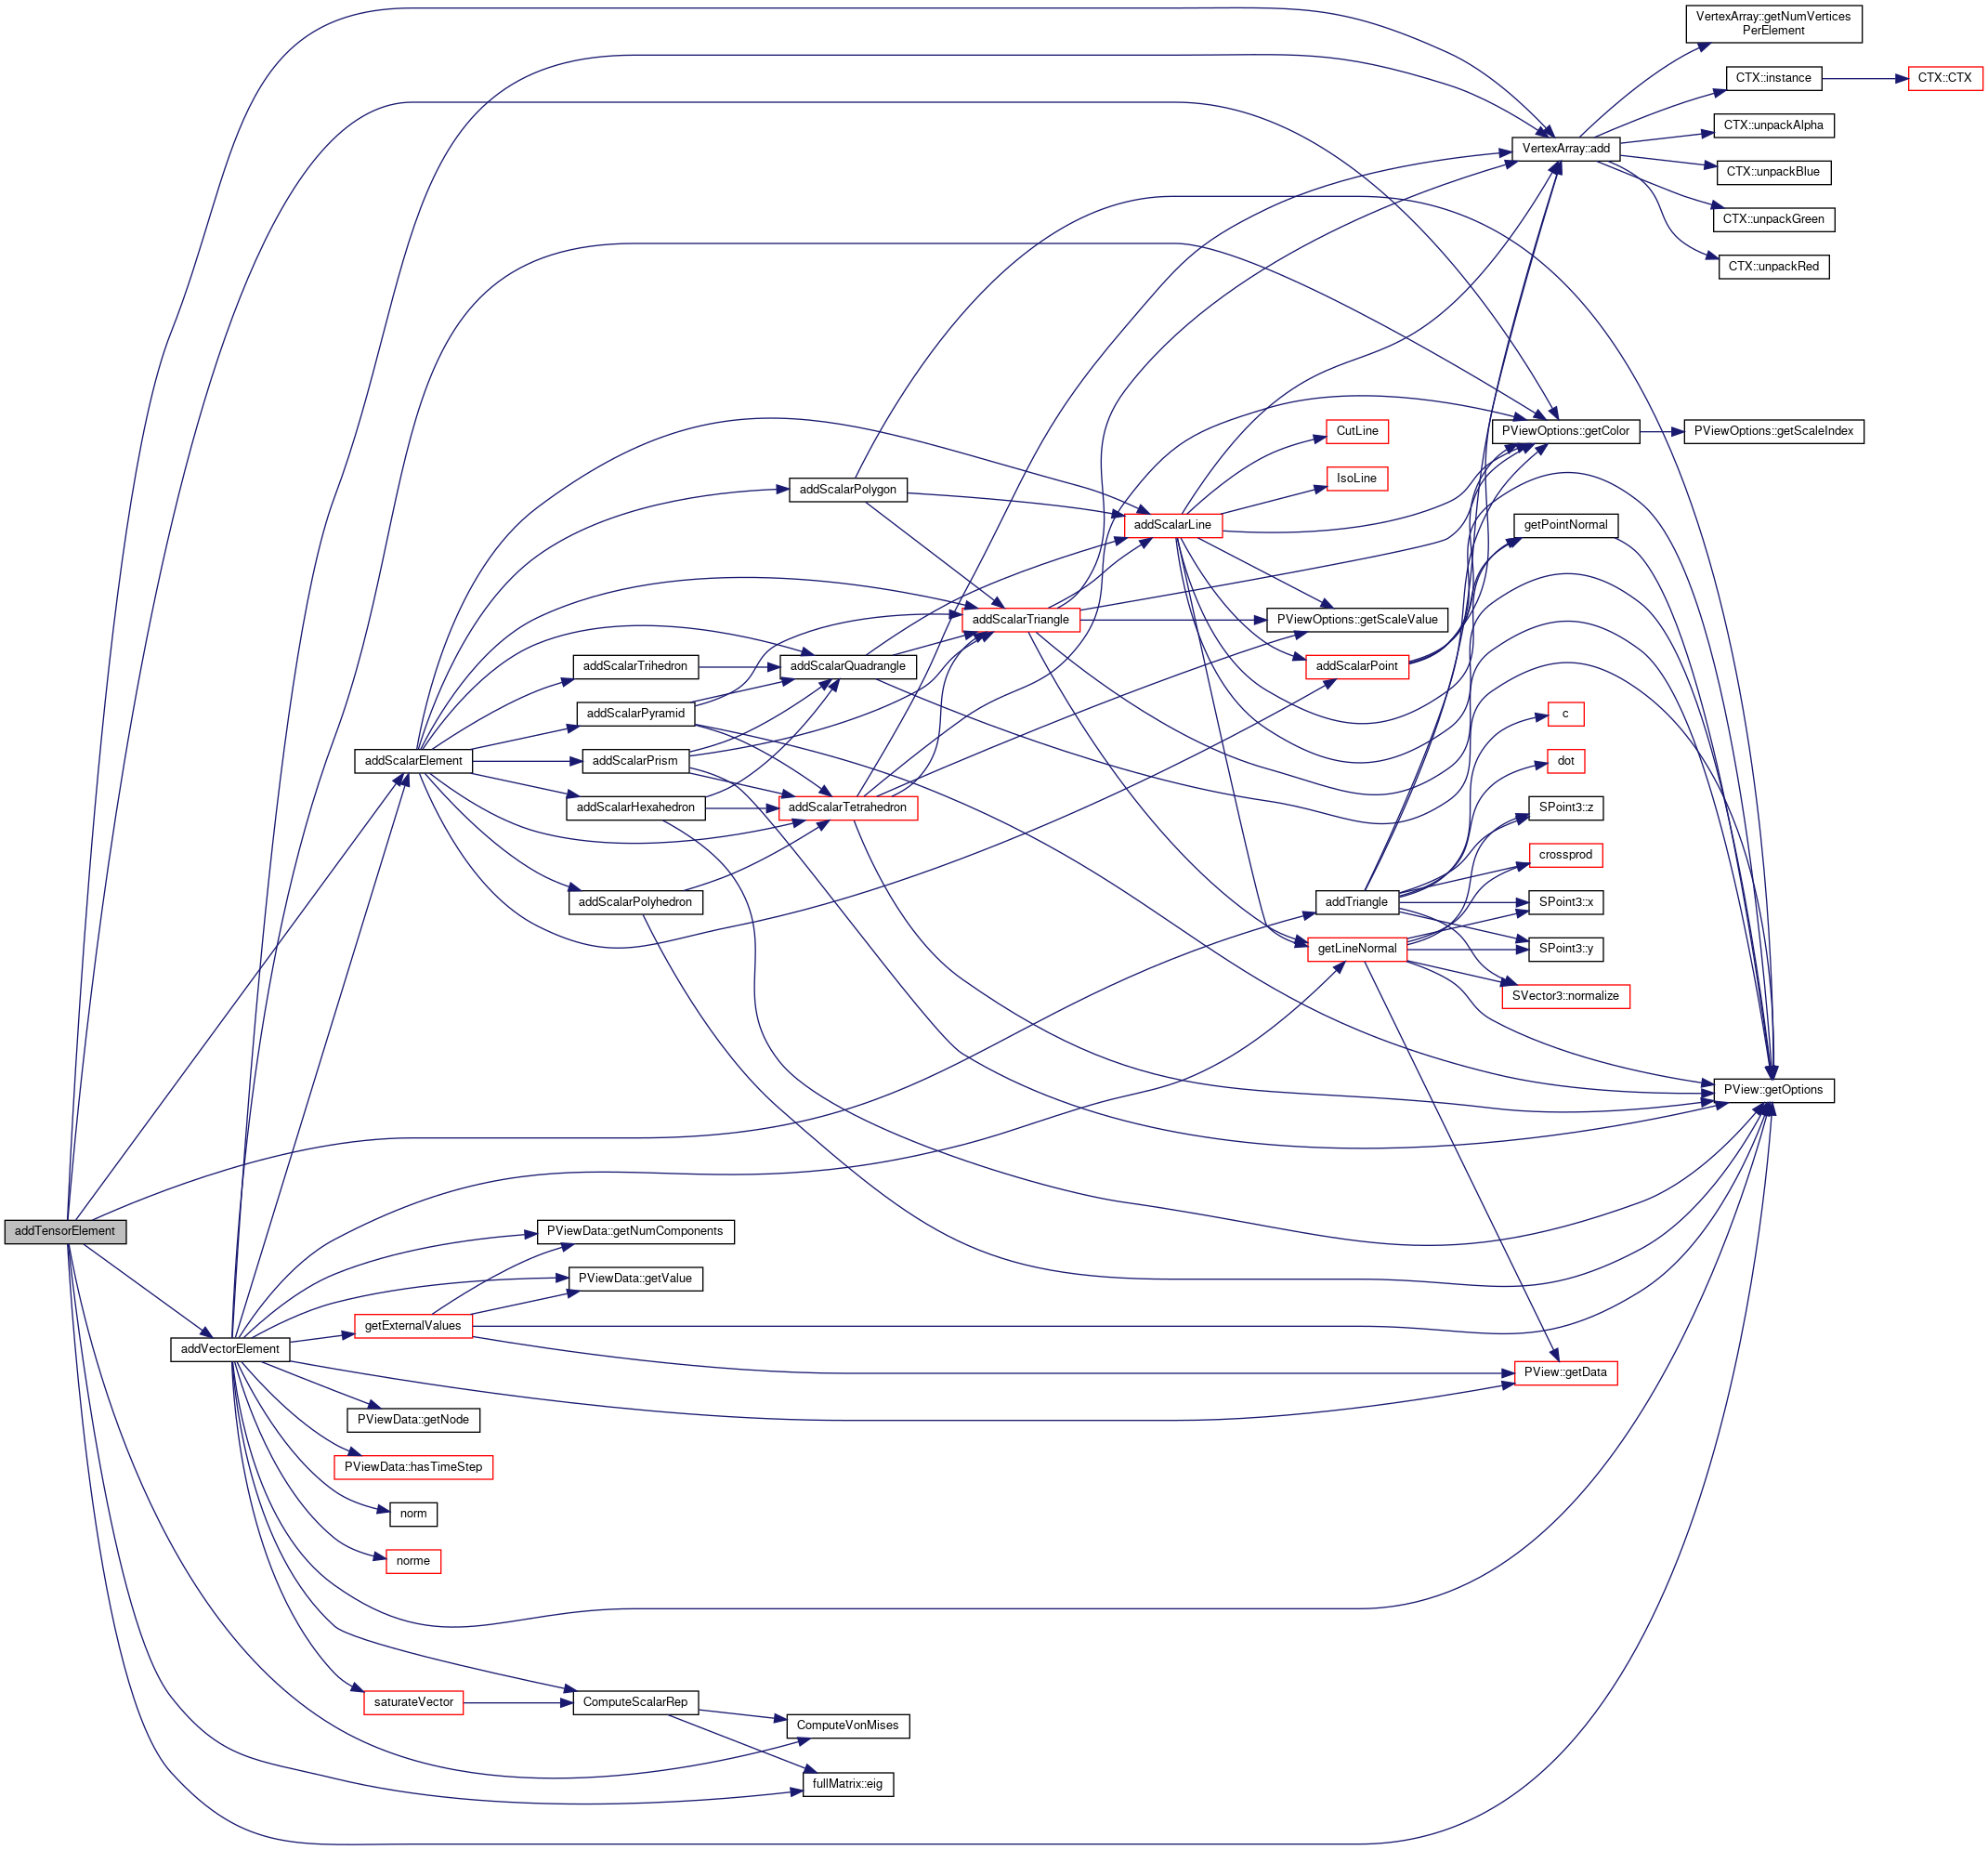 VertexArray::getNumVertices
PerElement
CTX::instance
CTX::CTX
CTX::unpackAlpha
VertexArray::add
CTX::unpackBlue
CTX::unpackGreen
CTX::unpackRed
CutLine
PViewOptions::getColor
PViewOptions::getScaleIndex
IsoLine
addScalarPolygon
addScalarLine
getPointNormal
addScalarTriangle
PViewOptions::getScaleValue
addScalarTrihedron
addScalarQuadrangle
addScalarPoint
addScalarPyramid
c
addScalarElement
addScalarPrism
dot
addScalarHexahedron
addScalarTetrahedron
SPoint3::z
crossprod
addScalarPolyhedron
addTriangle
SPoint3::x
getLineNormal
SPoint3::y
SVector3::normalize
PView::getOptions
addTensorElement
PViewData::getNumComponents
PViewData::getValue
getExternalValues
addVectorElement
PView::getData
PViewData::getNode
PViewData::hasTimeStep
norm
norme
saturateVector
ComputeScalarRep
ComputeVonMises
fullMatrix::eig